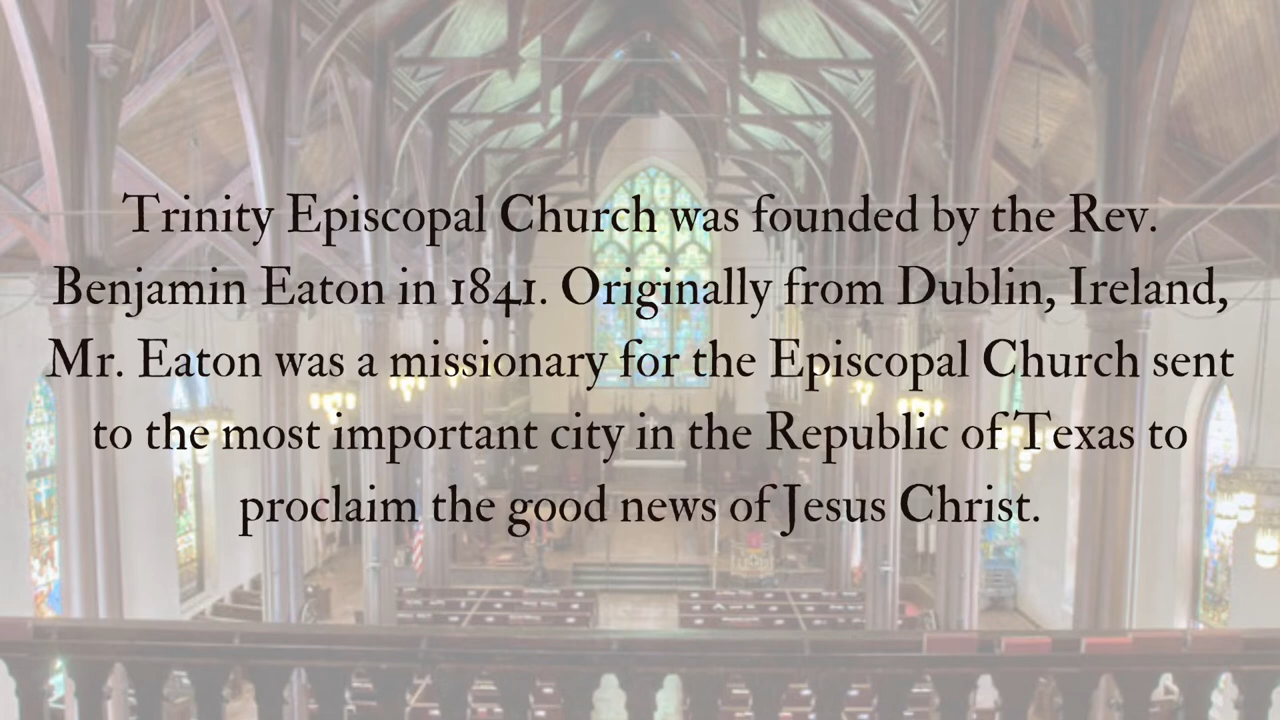 Trinity Episcopal Church was founded by the Rev.
Benjamin Eaton in 1841. Originally from Dublin, Ireland,
Mr. Eaton was a missionary for the Episcopal Church sent
to the most important city in the Republic of Texas to
proclaim the good news of Jesus Christ.